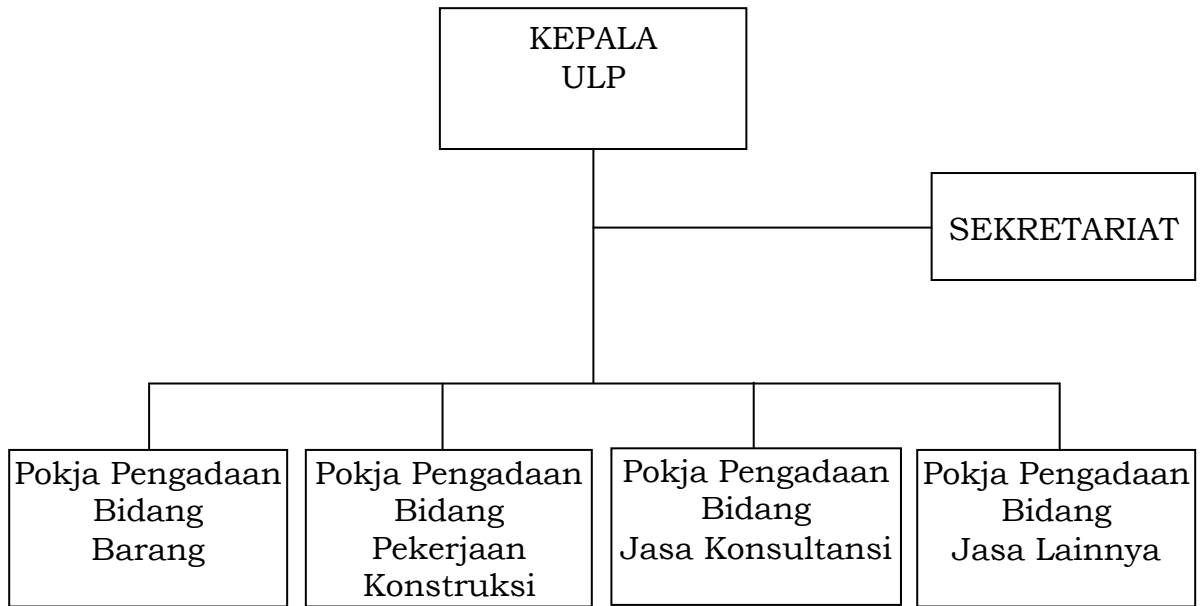 KEPALA
ULP
SEKRETARIAT
Pokja Pengadaan
Bidang
Barang
Pokja Pengadaan
Bidang
Pekerjaan
Konstruksi
Pokja Pengadaan
Bidang
Jasa Konsultansi
Pokja Pengadaan
Bidang
Jasa Lainnya